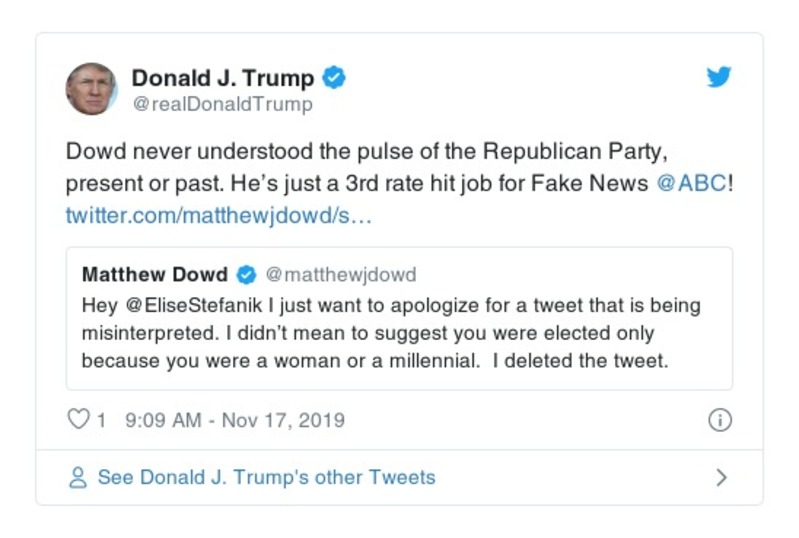 Donald J. Trump
@realDonaldTrump
Dowd never understood the pulse of the Republican Party,
present or past. He’s just a 3rd rate hit job for Fake News @ABC!
twitter.com/matthewjdowd/s…
Matthew Dowd @matthewjdowd
Hey @EliseStefanik I just want to apologize for a tweet that is being
misinterpreted. I didn’t mean to suggest you were elected only
because you were a woman or a millennial.  I deleted the tweet.
1 9:09 AM - Nov 17, 2019
See Donald J. Trump's other Tweets